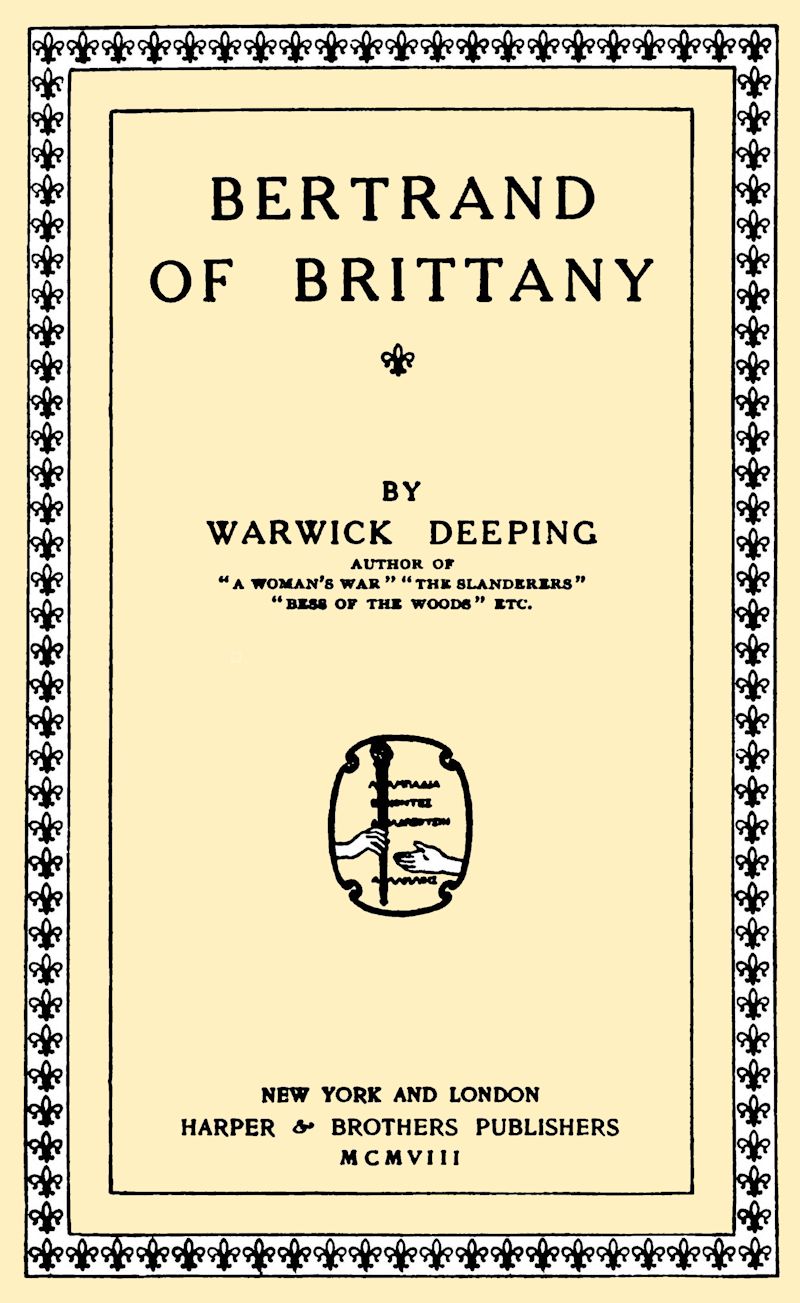 BERTRAND
OF BRITTANY
BY
WARWICK DEEPING
AUTHOR OF
“A WOMAN'S WAR” “THE SLANDERERS”
“BESS OF THE WOODS” ETC.
NEW YORK AND LONDON
HARPER & BROTHERS PUBLISHERS
MCMVIII